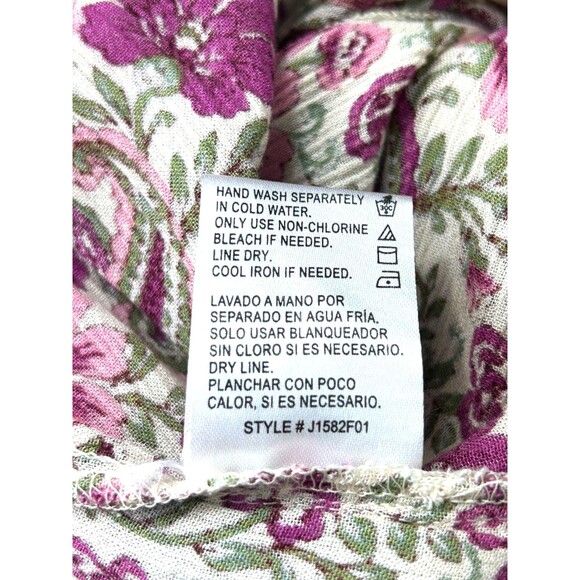 HAND WASH SEPARATELY
IN COLD WATER.
ONLY USE NON-CHLORINE
BLEACH IF NEEDED.
LINE DRY.
COOL IRON IF NEEDED.
LAVADO A MANO POR
SEPARADO EN AGUA FRÍA.
SOLO USAR BLANQUEADOR
SIN CLORO SI ES NECESARIO.
DRY LINE.
PLANCHAR CON POCO
CALOR, SI ES NECESARIO.
STYLE # J1582F01